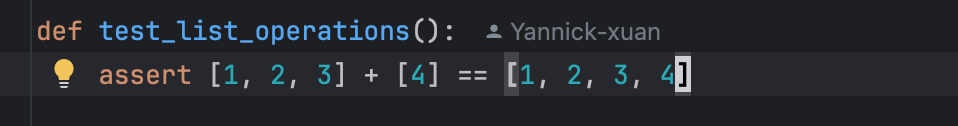 def test_list_operations(): Yannick-xuan
assert [1, 2, 3] + [4] == [1, 2, 3, 4]